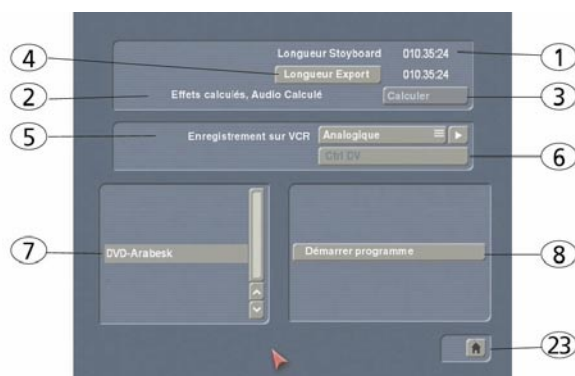 Longueur Stoyboard 010.35:24 1
4 Longueur Export 010.35:24
2 Effets calculés, Audio Calculé Calculer 3
5 Enregistrement sur VCR Analogique
Ctrl DV 6
7 DVD-Arabesk Démarrer programme 8
23